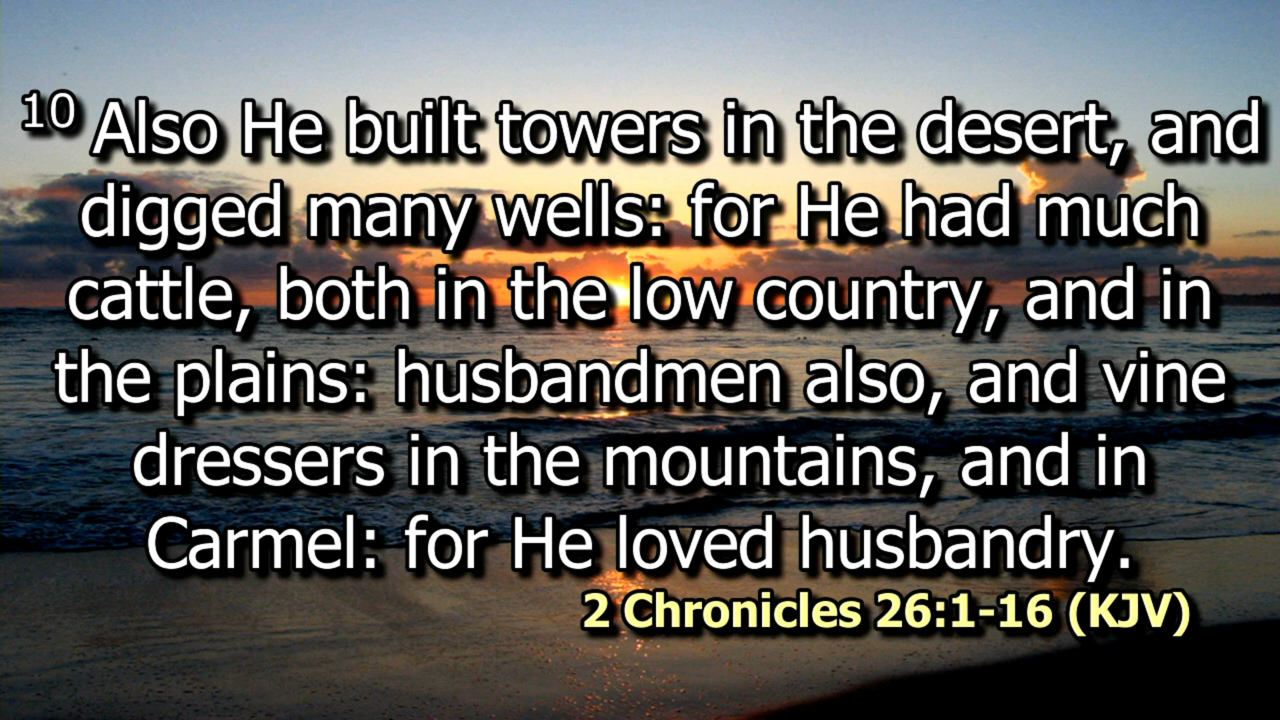 10 Also He built towers in the desert, and
digged many wells: for He had much
cattle, both in the low country, and in
the plains: husbandmen also, and vine
dressers in the mountains, and in
Carmel: for He loved husbandry.
2 Chronicles 26:1-16 (KJV)